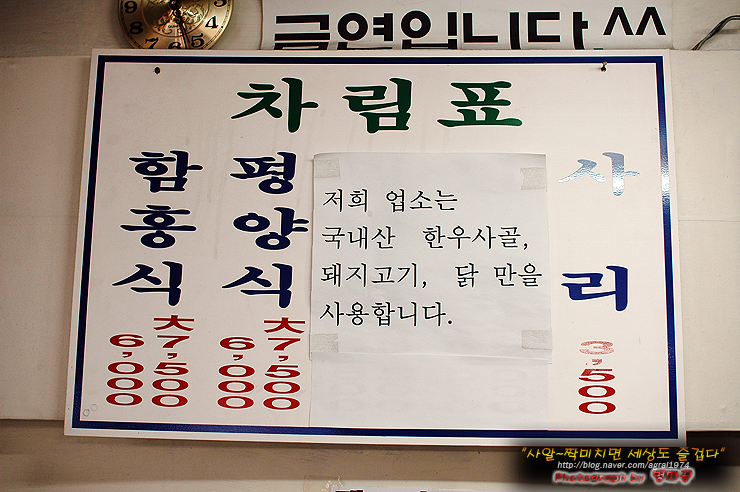 금연입니다.^^
차림표
함흥식
大7,500
6,000
평양식
大7,500
6,000
저희 업소는
국내산 한우사골,
돼지고기, 닭 만을
사용합니다.
사리
3,500
"사알~짝미치면 세상도 즐겁다"
http://blog.naver.com/agral1974
Photograph by